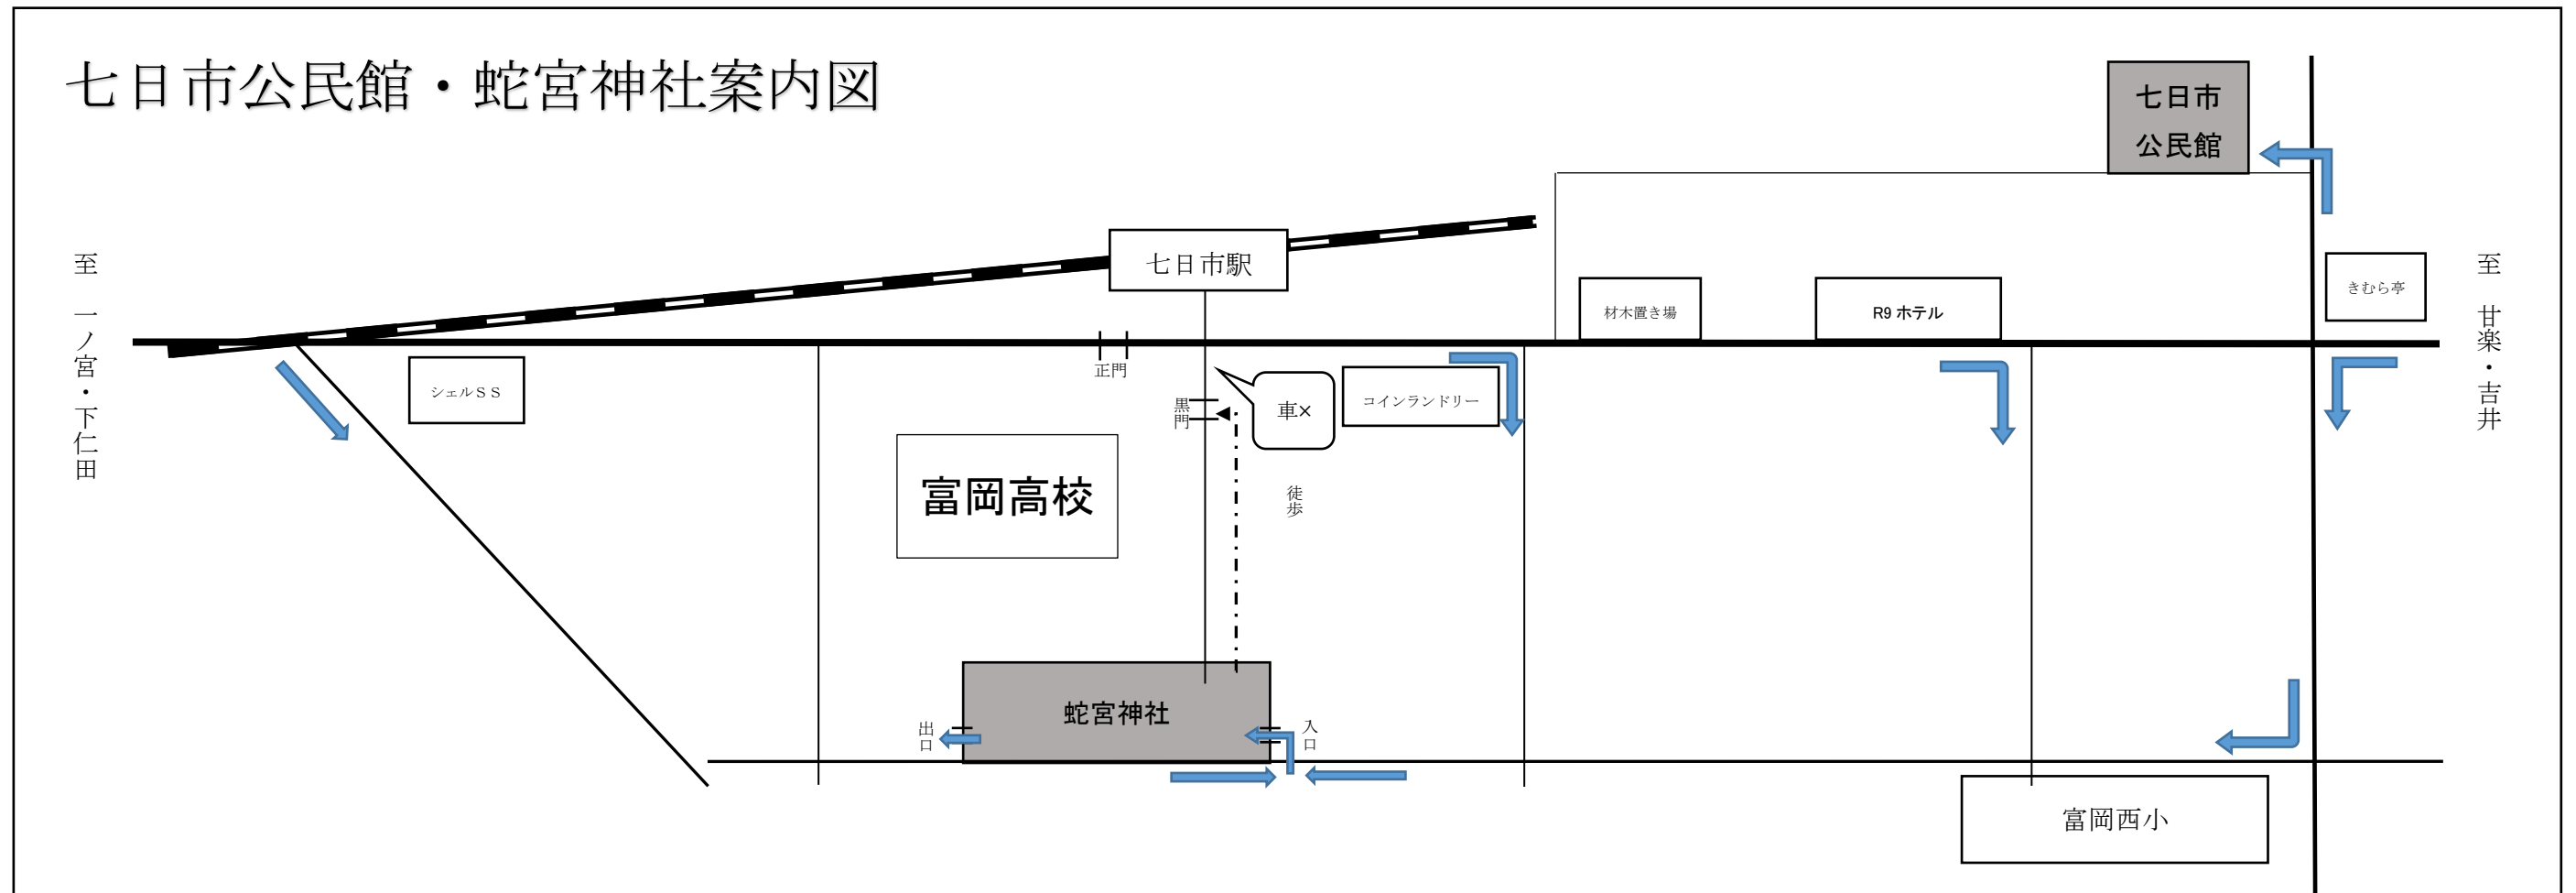 七日市公民館・蛇宮神社案内図
七日市
公民館
至 一ノ宮・下仁田
七日市駅
材木置き場
R9 ホテル
きむら亭
至 甘楽・吉井
シェルＳＳ
正門
黒門
車×
コインランドリー
富岡高校
徒歩
蛇宮神社
出口
入口
富岡西小